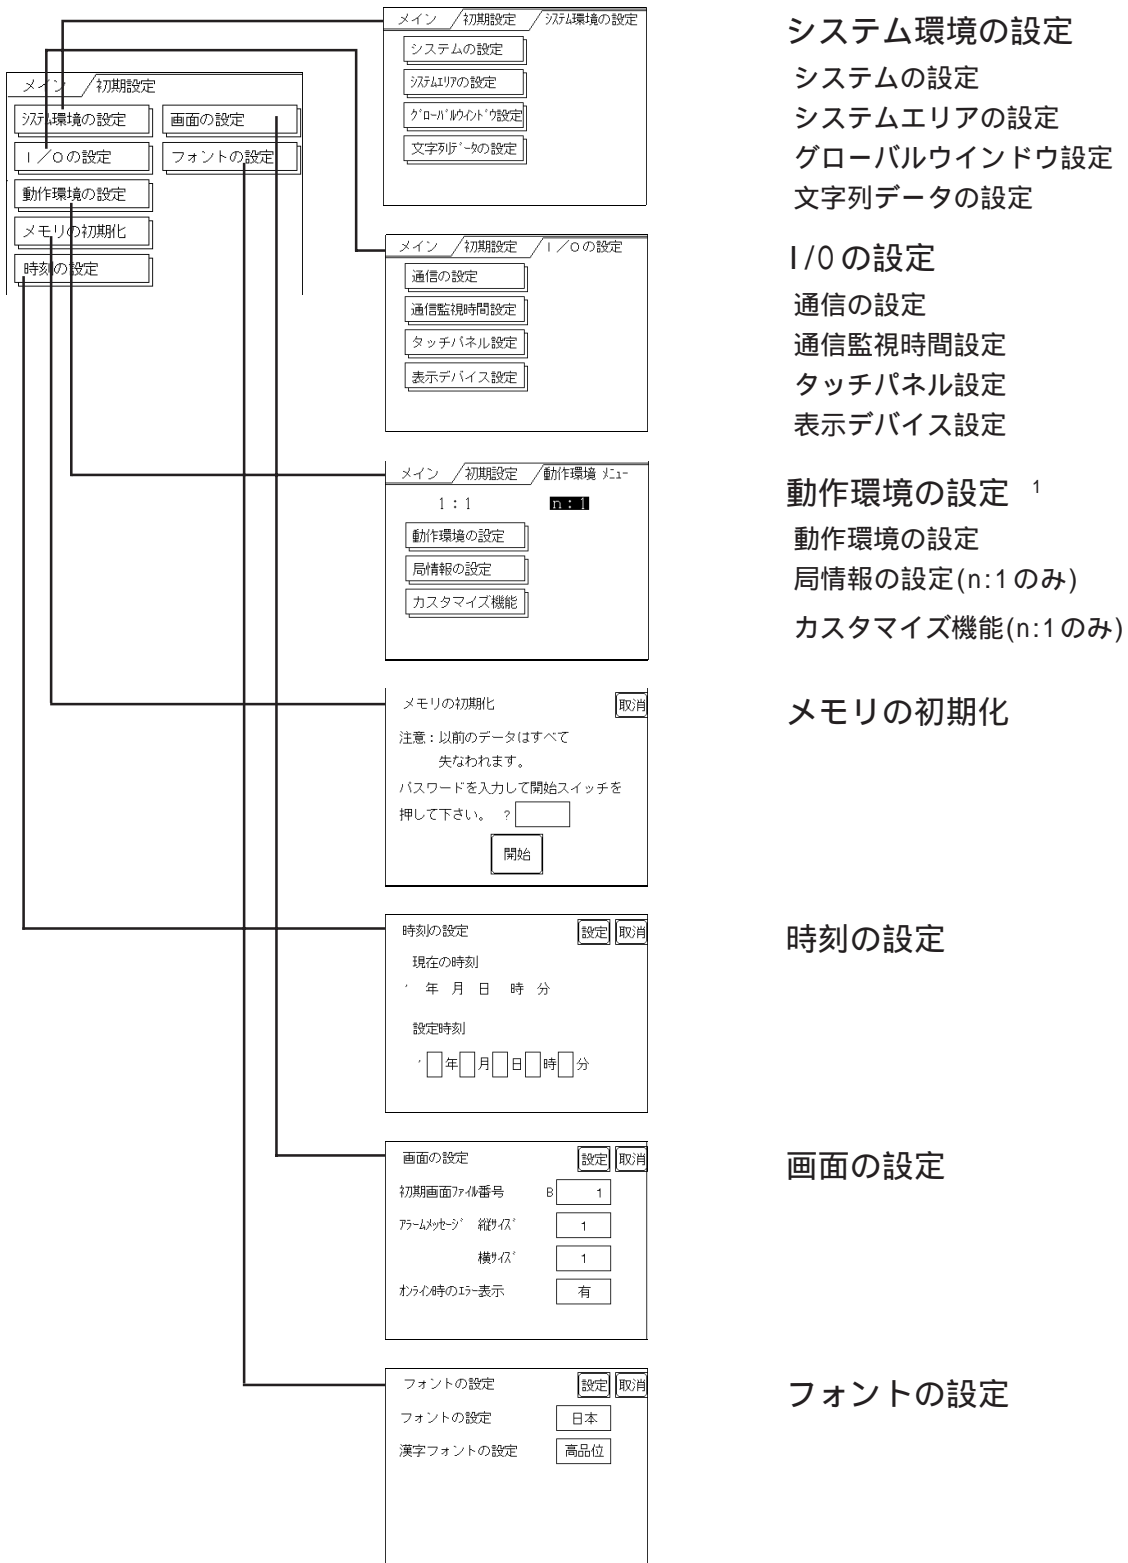 メイン 初期設定
システム環境の設定 画面の設定
I/Oの設定 フォントの設定
動作環境の設定
メモリの初期化
時刻の設定
メイン 初期設定 システム環境の設定
システムの設定
システムエリアの設定
グローバルウインドウ設定
文字列データの設定
システム環境の設定
システムの設定
システムエリアの設定
グローバルウインドウ設定
文字列データの設定
メイン 初期設定 I/Oの設定
通信の設定
通信監視時間設定
タッチパネル設定
表示デバイス設定
I/Oの設定
通信の設定
通信監視時間設定
タッチパネル設定
表示デバイス設定
メイン 初期設定 動作環境 メニュー
1:1 n:1
動作環境の設定
局情報の設定
カスタマイズ機能
動作環境の設定 1
動作環境の設定
局情報の設定(n:1のみ)
カスタマイズ機能(n:1のみ)
メモリの初期化 取消
注意:以前のデータはすべて
失なわれます。
パスワードを入力して開始スイッチを
押して下さい。 ?
開始
メモリの初期化
時刻の設定 設定 取消
現在の時刻
' 年 月 日 時 分
設定時刻
' 年 月 日 時 分
時刻の設定
画面の設定 設定 取消
初期画面ファイル番号 B 1
アラームメッセージ 縦サイズ 1
横サイズ 1
オンライン時のエラー表示 有
画面の設定
フォントの設定 設定 取消
フォントの設定 日本
漢字フォントの設定 高品位
フォントの設定